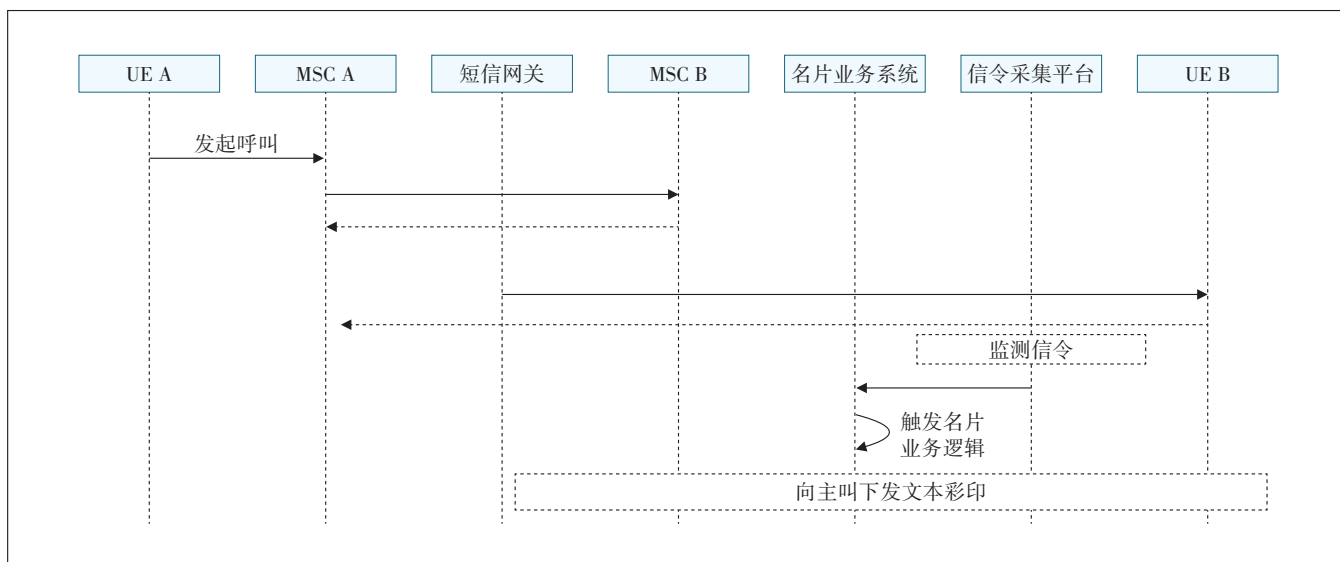 UE A
MSC A
短信网关
MSC B
名片业务系统
信令采集平台
UE B
发起呼叫
监测信令
触发名片
业务逻辑
向主叫下发文本彩印